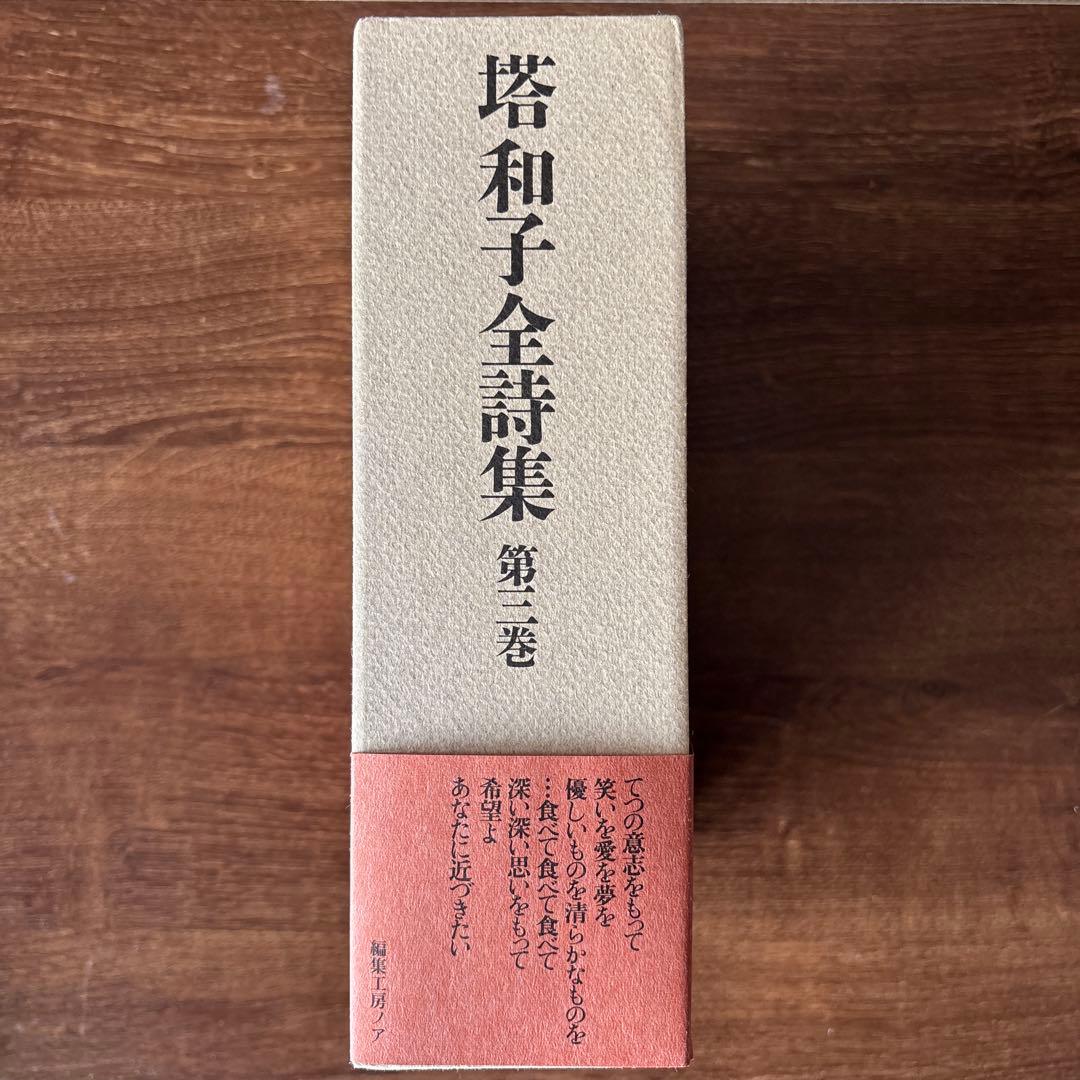 塔和子全詩集 第三巻
てつの意志をもって
笑いを愛を夢を
優しいものを清らかなものを
…食べて食べて食べて
深い深い思いをもって
希望よ
あなたに近づきたい
編集工房ノア